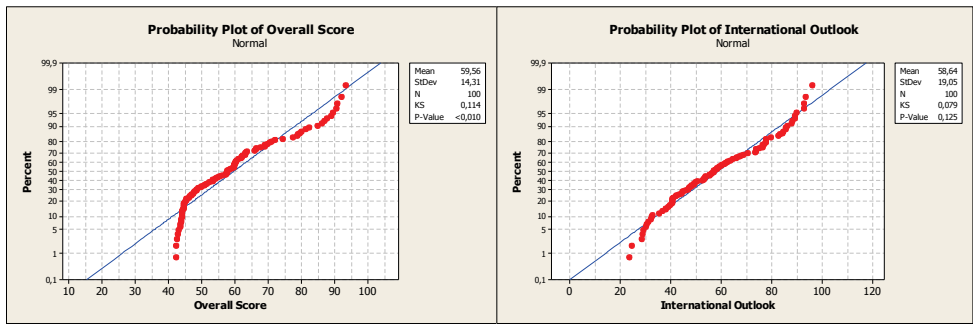 Probability Plot of Overall Score
Normal
99,9
99
95
90
80
70
60
50
40
30
20
10
5
1
0,1
Percent
10 20 30 40 50 60 70 80 90 100
Overall Score
Mean 59,56
StDev 14,31
N 100
KS 0,114
P-Value <0,010
Probability Plot of International Outlook
Normal
99,9
99
95
90
80
70
60
50
40
30
20
10
5
1
0,1
Percent
0 20 40 60 80 100 120
International Outlook
Mean 58,64
StDev 19,05
N 100
KS 0,079
P-Value 0,125